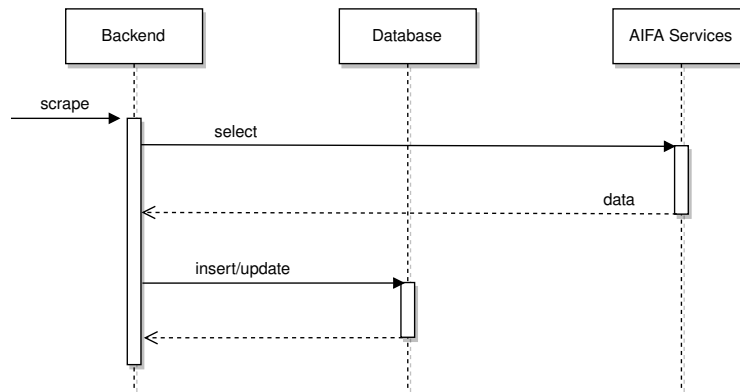 Backend
Database
AIFA Services
scrape
select
data
insert/update